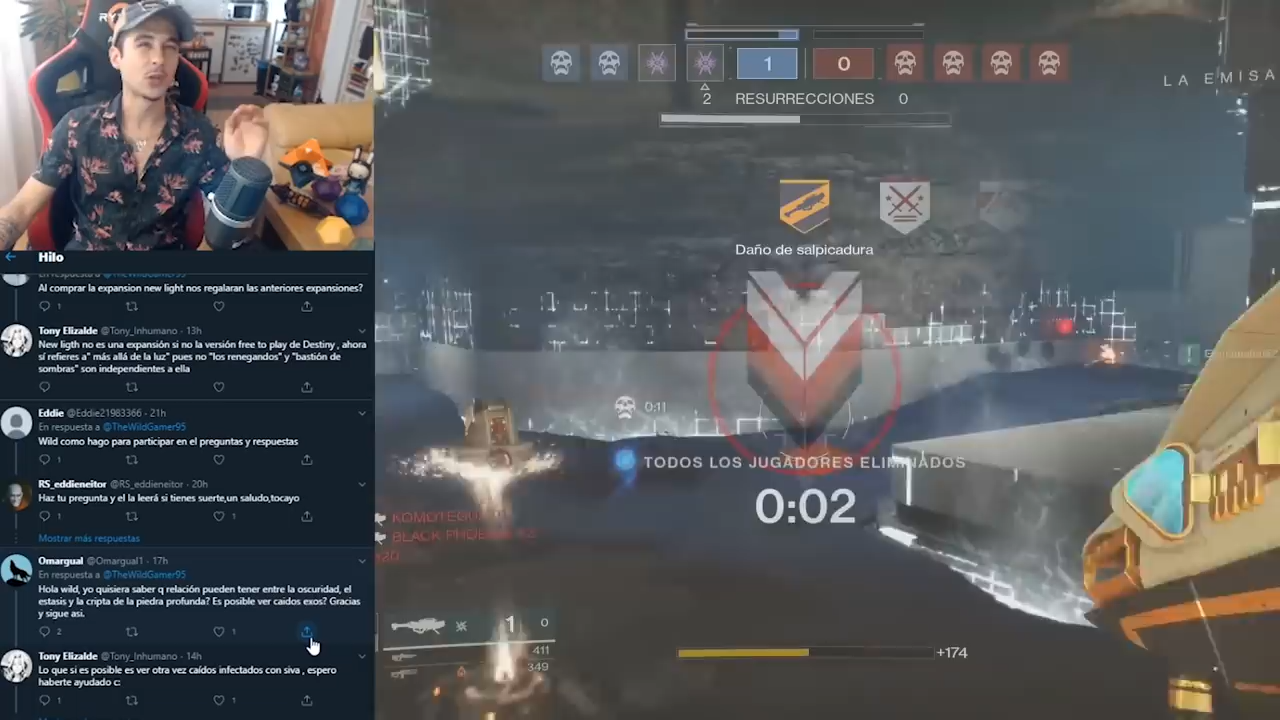 Hilo
En respuesta a @TheWildGamer95
Al comprar la expansion new light nos regalaran las anteriores expansiones?
1
Tony Elizalde @Tony_Inhumano · 13h
New ligth no es una expansión si no la versión free to play de Destiny , ahora
sí refieres a" más allá de la luz" pues no "los renegandos" y "bastión de
sombras" son independientes a ella
Eddie @Eddie21983366 · 21h
En respuesta a @TheWildGamer95
Wild como hago para participar en el preguntas y respuestas
1
RS_eddieneitor @RS_eddieneitor · 20h
Haz tu pregunta y el la leerá si tienes suerte,un saludo,tocayo
1 1
Mostrar más respuestas
Omargual @Omargual1 · 17h
En respuesta a @TheWildGamer95
Hola wild, yo quisiera saber q relación pueden tener entre la oscuridad, el
estasis y la cripta de la piedra profunda? Es posible ver caidos exos? Gracias
y sigue asi.
2 1
Tony Elizalde @Tony_Inhumano · 14h
Lo que si es posible es ver otra vez caídos infectados con siva , espero
haberte ayudado c:
1 1
1 0
2 RESURRECCIONES 0
LA EMISA
Daño de salpicadura
0:11
TODOS LOS JUGADORES ELIMINADOS
0:02
1 0
411
349
+174